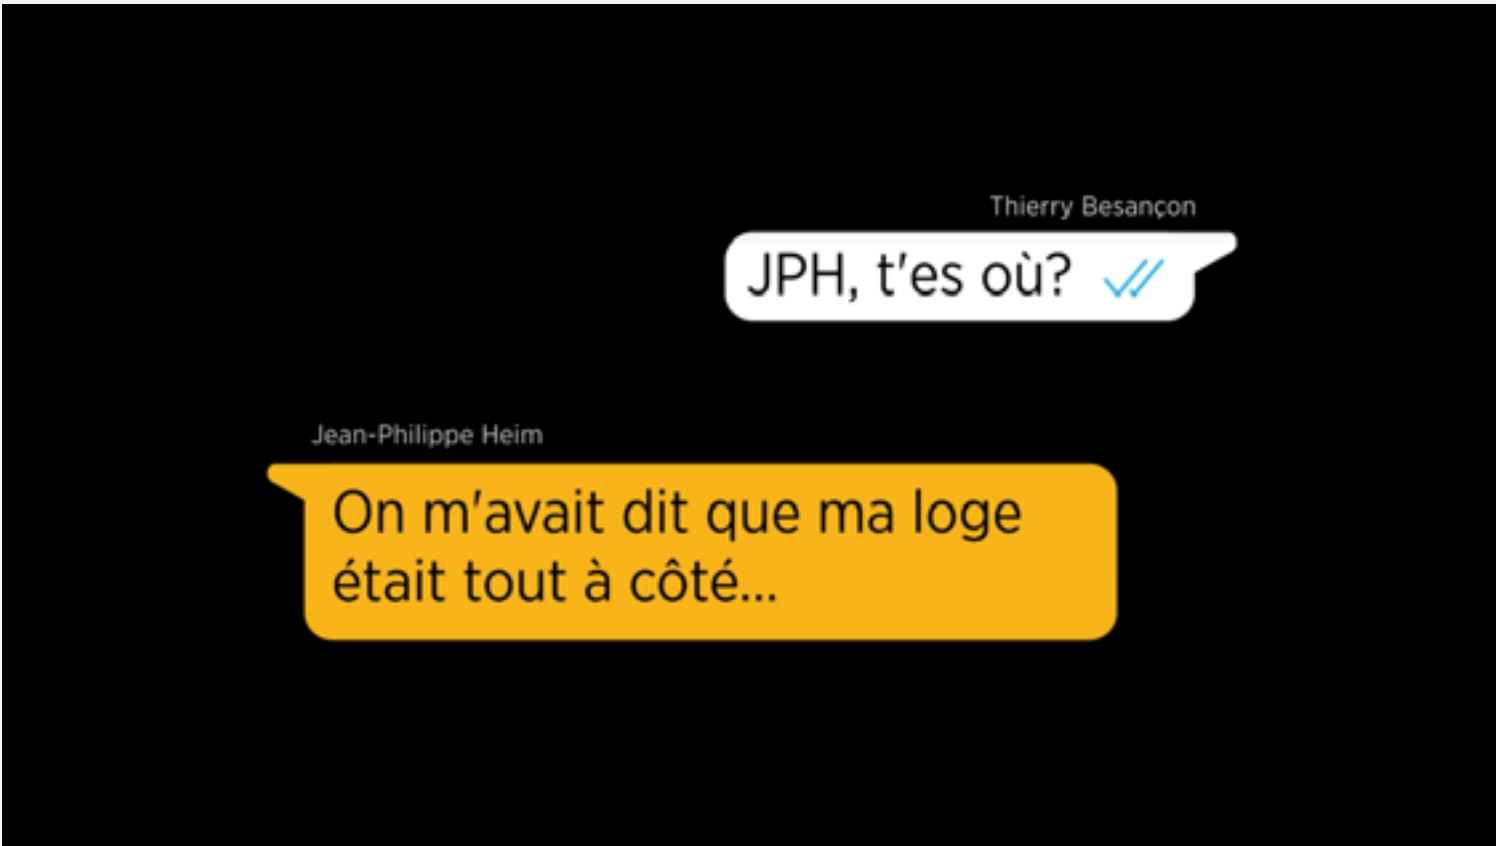 Thierry Besançon
JPH, t'es où?
Jean-Philippe Heim
On m'avait dit que ma loge
était tout à côté...